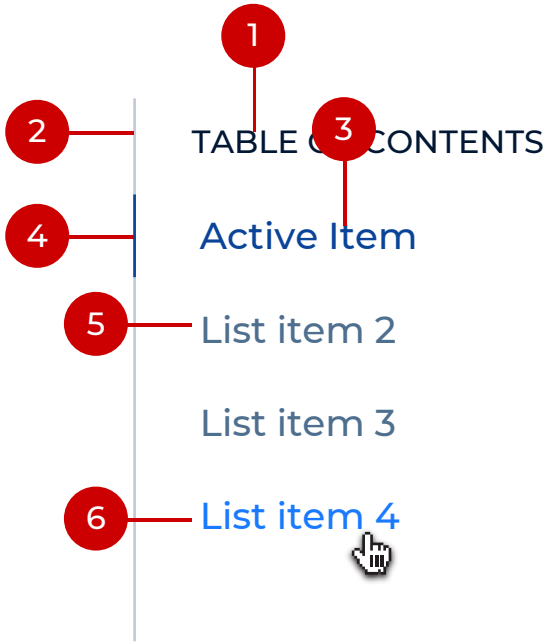 1
2
TABLE CONTENTS
3
4
Active Item
5
List item 2
List item 3
6
List item 4